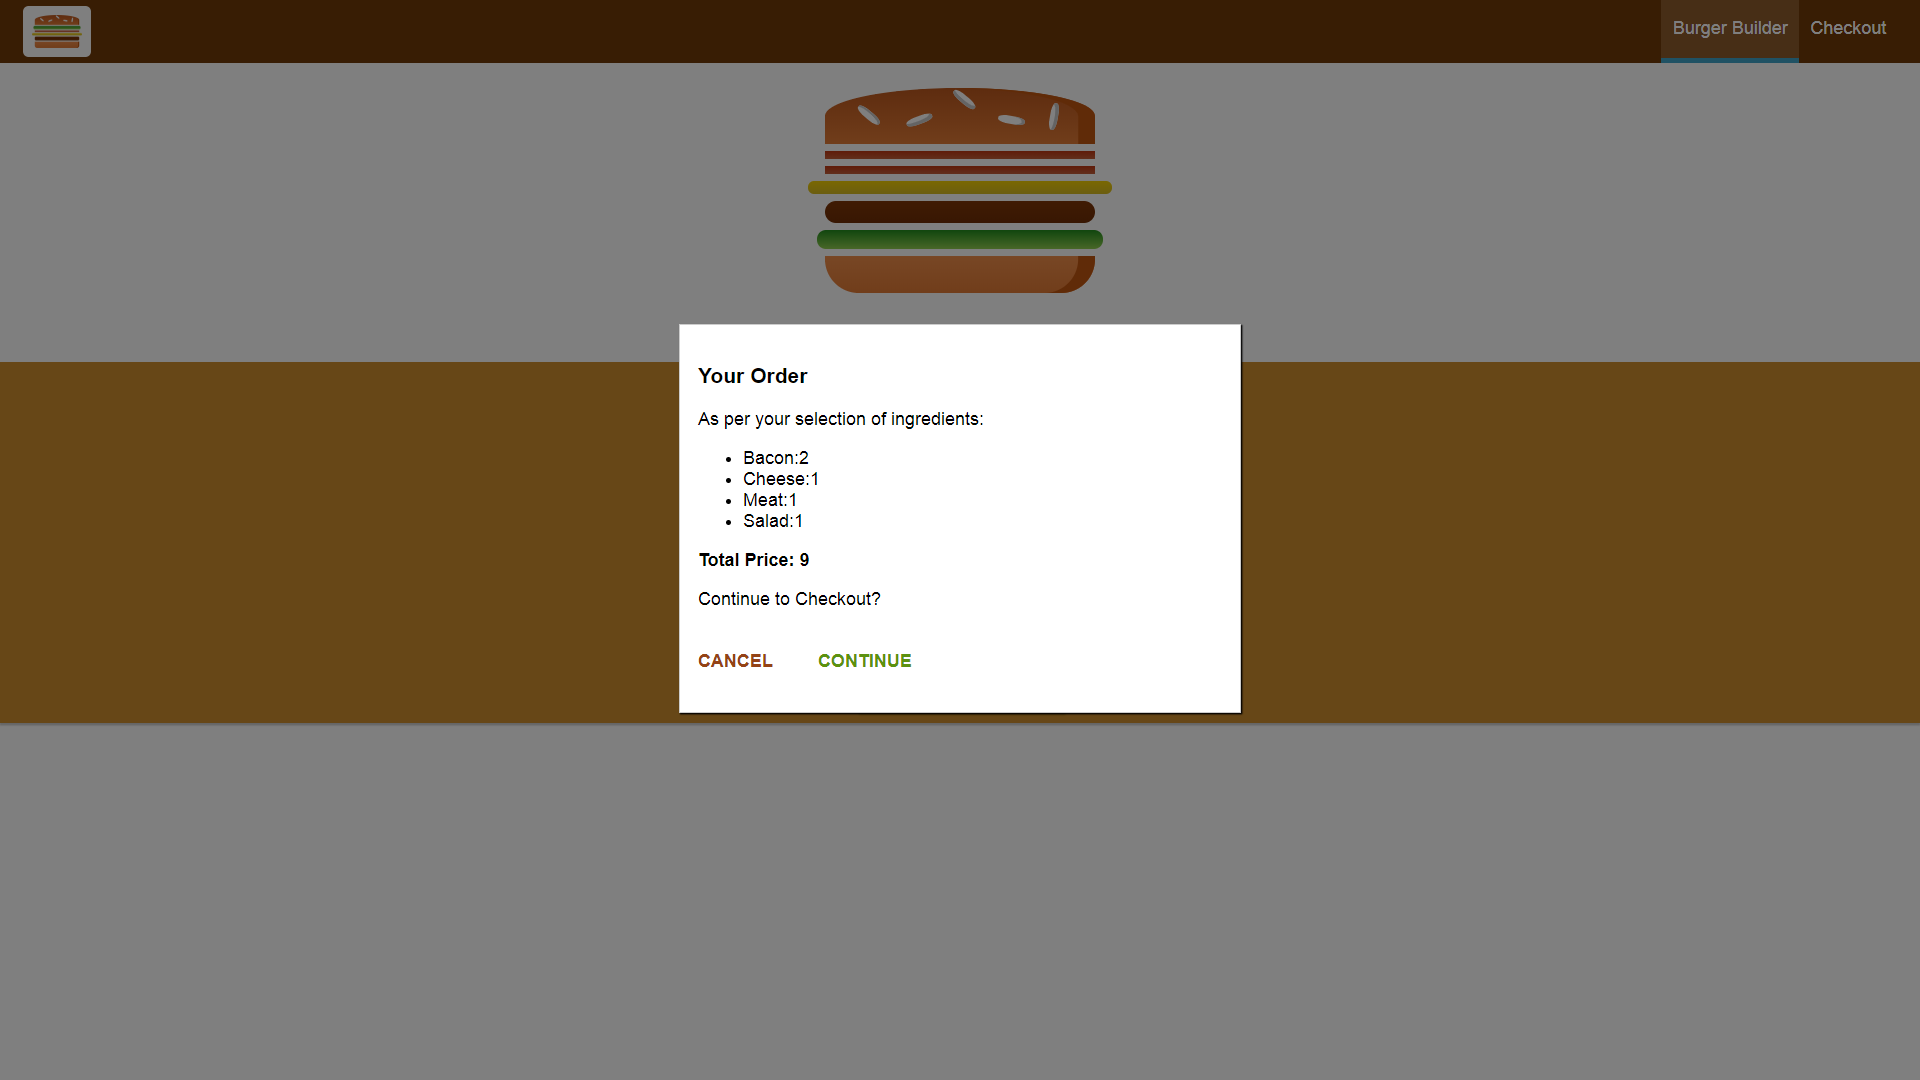 Burger Builder
Checkout
Your Order
As per your selection of ingredients:
Bacon:2
Cheese:1
Meat:1
Salad:1
Total Price: 9
Continue to Checkout?
CANCEL
CONTINUE